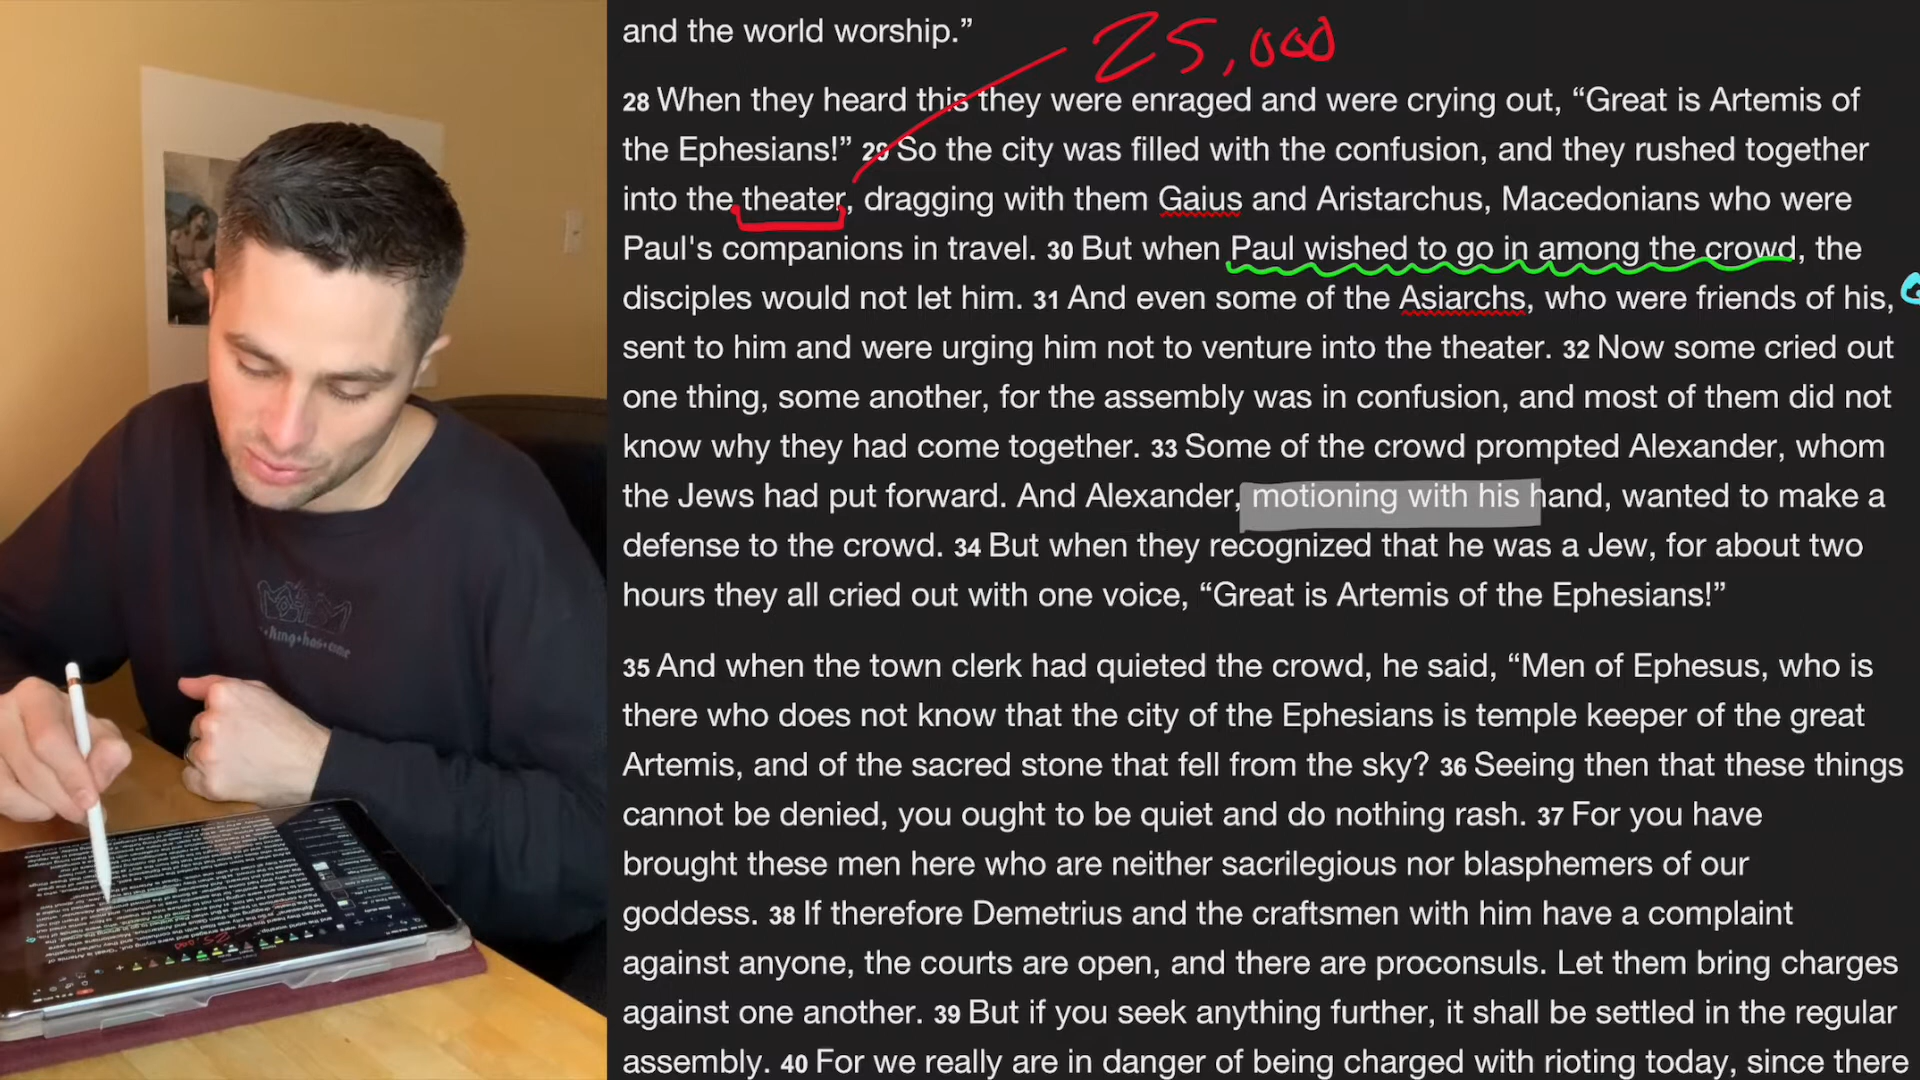 and the world worship.”
25,000
28 When they heard this they were enraged and were crying out, “Great is Artemis of
the Ephesians!” 29 So the city was filled with the confusion, and they rushed together
into the theater, dragging with them Gaius and Aristarchus, Macedonians who were
Paul's companions in travel. 30 But when Paul wished to go in among the crowd, the
disciples would not let him. 31 And even some of the Asiarchs, who were friends of his,
sent to him and were urging him not to venture into the theater. 32 Now some cried out
one thing, some another, for the assembly was in confusion, and most of them did not
know why they had come together. 33 Some of the crowd prompted Alexander, whom
the Jews had put forward. And Alexander, motioning with his hand, wanted to make a
defense to the crowd. 34 But when they recognized that he was a Jew, for about two
hours they all cried out with one voice, “Great is Artemis of the Ephesians!”
35 And when the town clerk had quieted the crowd, he said, “Men of Ephesus, who is
there who does not know that the city of the Ephesians is temple keeper of the great
Artemis, and of the sacred stone that fell from the sky? 36 Seeing then that these things
cannot be denied, you ought to be quiet and do nothing rash. 37 For you have
brought these men here who are neither sacrilegious nor blasphemers of our
goddess. 38 If therefore Demetrius and the craftsmen with him have a complaint
against anyone, the courts are open, and there are proconsuls. Let them bring charges
against one another. 39 But if you seek anything further, it shall be settled in the regular
assembly. 40 For we really are in danger of being charged with rioting today, since there